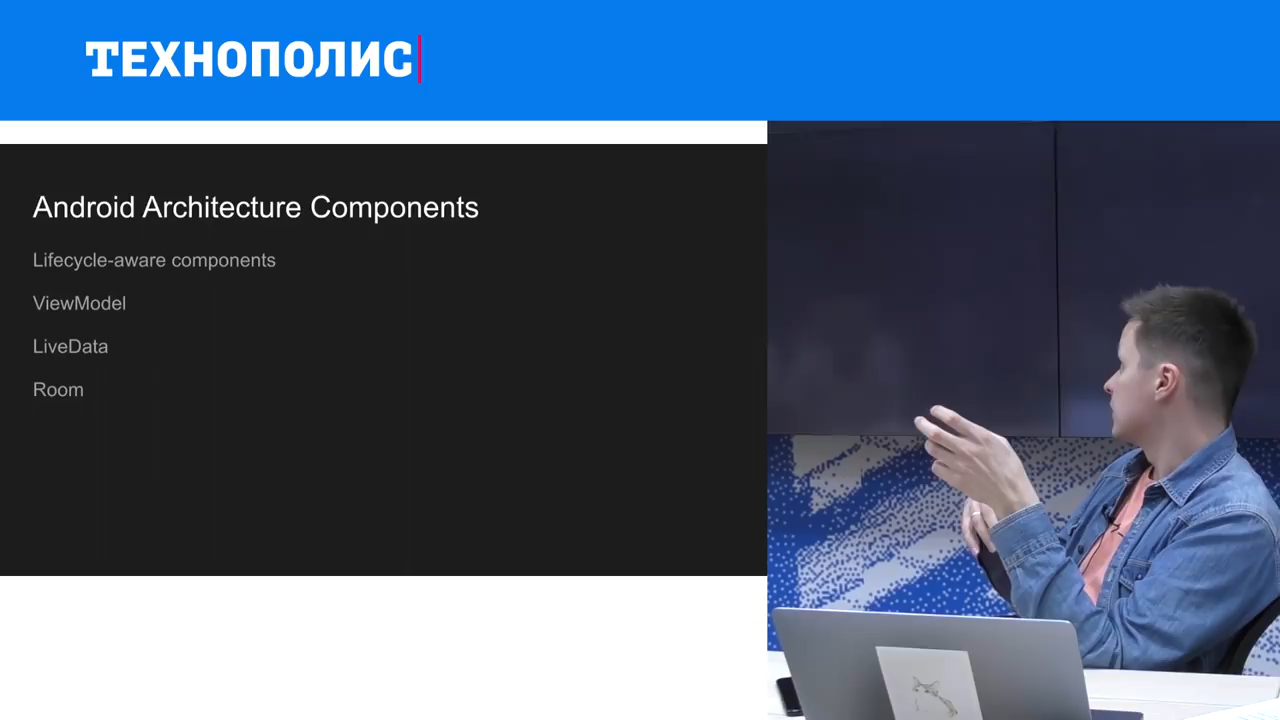 ТЕХНОПОЛИС
Android Architecture Components
Lifecycle-aware components
ViewModel
LiveData
Room